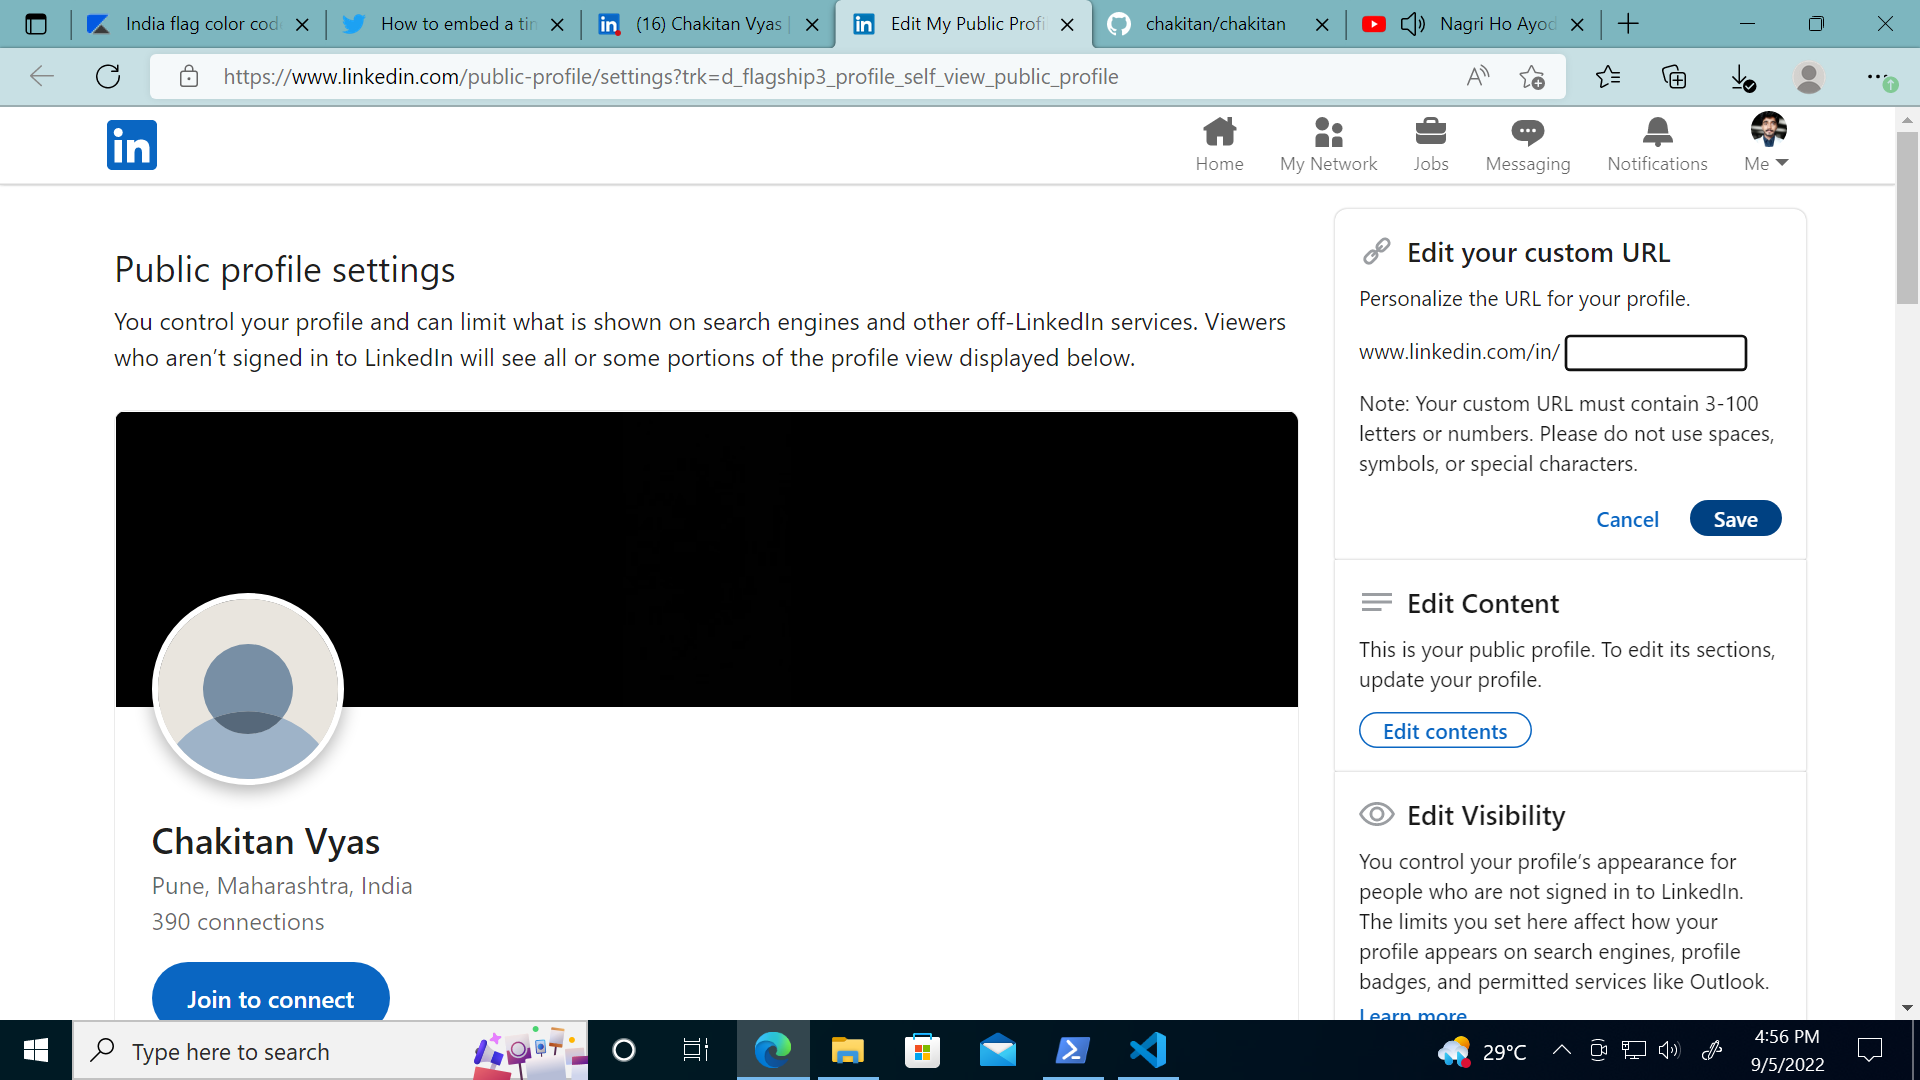 India flag color cod
How to embed a tin
(16) Chakitan Vyas |
Edit My Public Profi
chakitan/chakitan
Nagri Ho Ayod
https://www.linkedin.com/public-profile/settings?trk=d_flagship3_profile_self_view_public_profile
in
Home
My Network
Jobs
Messaging
Notifications
Me
Public profile settings
You control your profile and can limit what is shown on search engines and other off-LinkedIn services. Viewers
who aren’t signed in to LinkedIn will see all or some portions of the profile view displayed below.
Chakitan Vyas
Pune, Maharashtra, India
390 connections
Join to connect
Edit your custom URL
Personalize the URL for your profile.
www.linkedin.com/in/
Note: Your custom URL must contain 3-100
letters or numbers. Please do not use spaces,
symbols, or special characters.
Cancel
Save
Edit Content
This is your public profile. To edit its sections,
update your profile.
Edit contents
Edit Visibility
You control your profile’s appearance for
people who are not signed in to LinkedIn.
The limits you set here affect how your
profile appears on search engines, profile
badges, and permitted services like Outlook.
Learn more
Type here to search
29°C
4:56 PM
9/5/2022